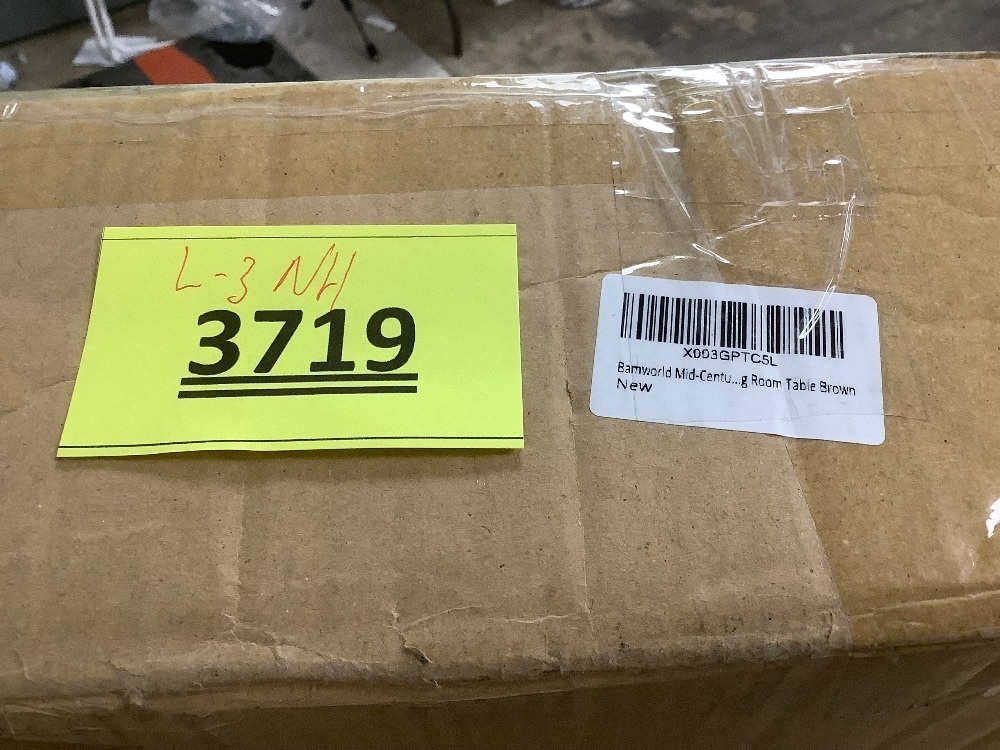 L-3 NH
3719
X003GPTC5L
Bamworld Mid-Centu...g Room Table Brown
New